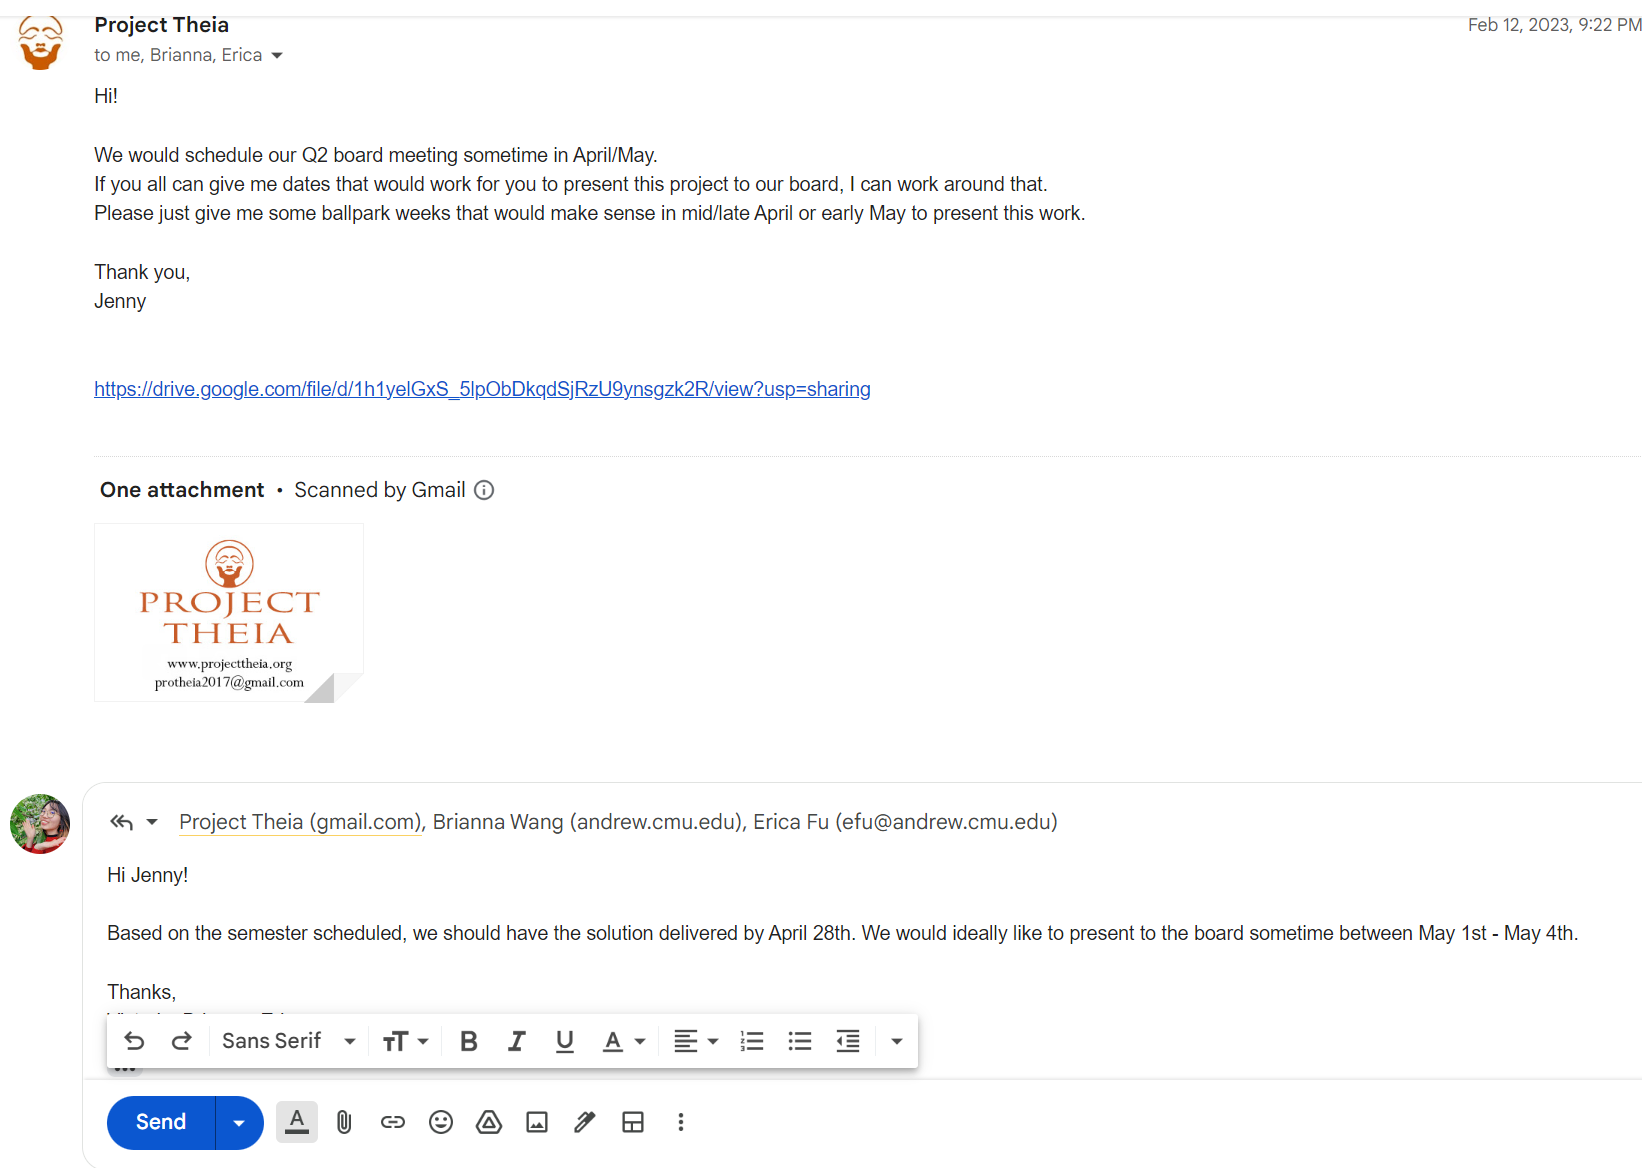 Project Theia
Feb 12, 2023, 9:22 PM
to me, Brianna, Erica
Hi!
We would schedule our Q2 board meeting sometime in April/May.
If you all can give me dates that would work for you to present this project to our board, I can work around that.
Please just give me some ballpark weeks that would make sense in mid/late April or early May to present this work.
Thank you,
Jenny
https://drive.google.com/file/d/1h1yelGxS_5lpObDkqdSjRzU9ynsgzk2R/view?usp=sharing
One attachment • Scanned by Gmail
PROJECT
THEIA
www.projecttheia.org
protheia2017@gmail.com
Project Theia (gmail.com), Brianna Wang (andrew.cmu.edu), Erica Fu (efu@andrew.cmu.edu)
Hi Jenny!
Based on the semester scheduled, we should have the solution delivered by April 28th. We would ideally like to present to the board sometime between May 1st - May 4th.
Thanks,
Sans Serif
Send